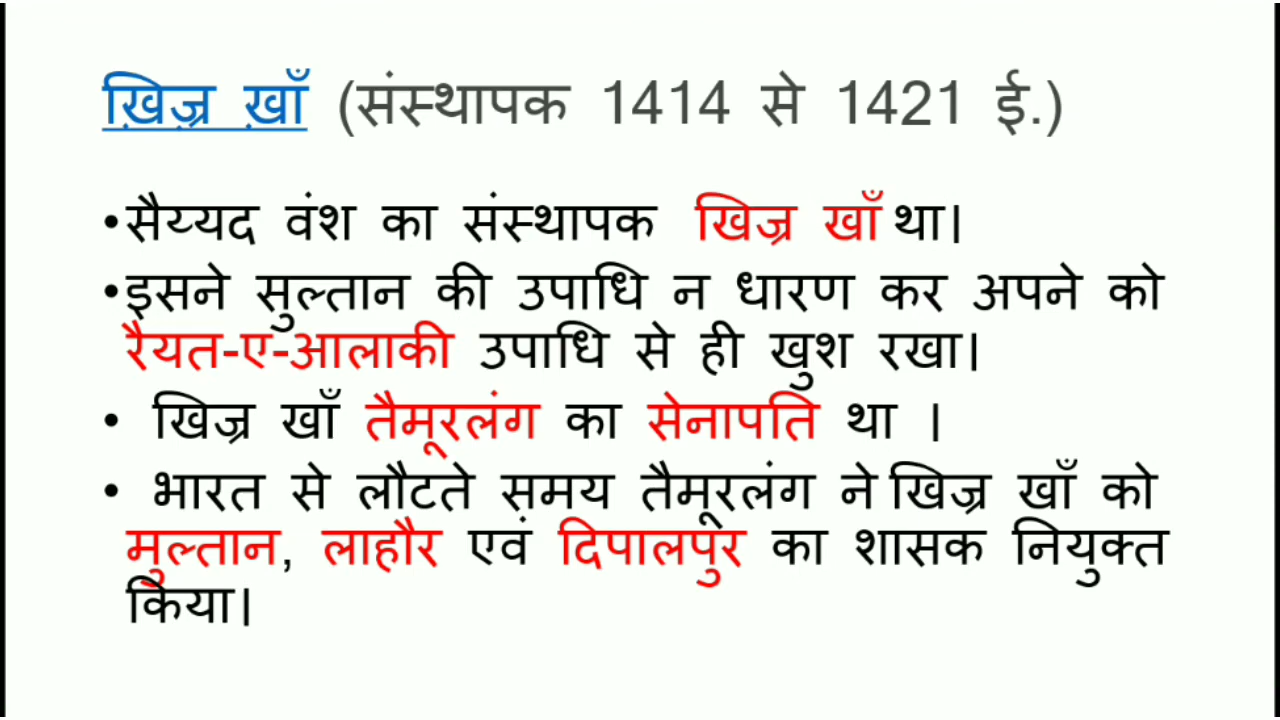 ख़िज़्र ख़ाँ (संस्थापक 1414 से 1421 ई.)
•सैय्यद वंश का संस्थापक खिज्र खाँ था।
•इसने सुल्तान की उपाधि न धारण कर अपने को
रैयत-ए-आलाकी उपाधि से ही खुश रखा।
• खिज्र खाँ तैमूरलंग का सेनापति था ।
• भारत से लौटते समय तैमूरलंग ने खिज्र खाँ को
मुल्तान, लाहौर एवं दिपालपुर का शासक नियुक्त
किया।